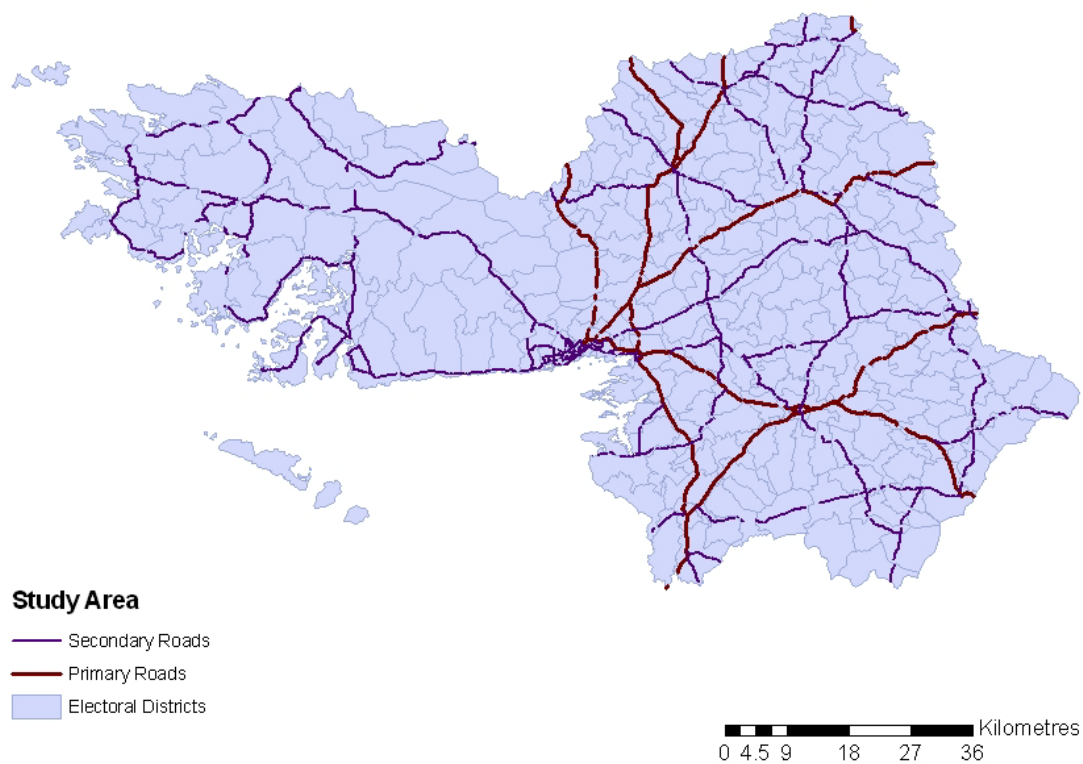 Study Area
Secondary Roads
Primary Roads
Electoral Districts
Kilometres
0 4.5 9 18 27 36